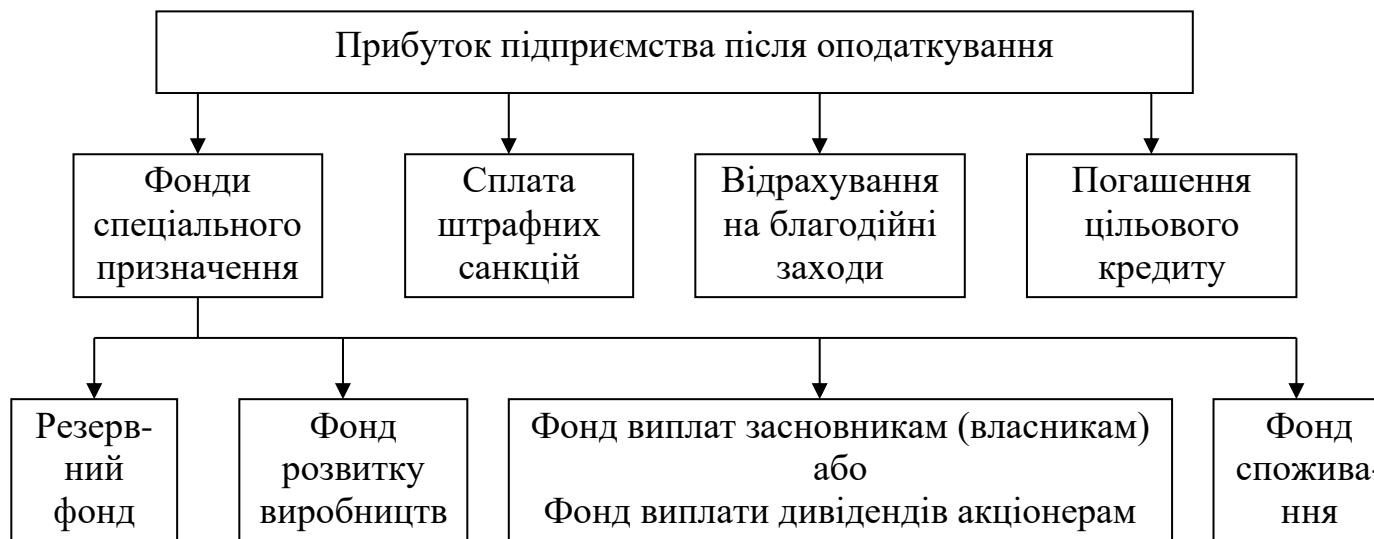 Прибуток підприємства після оподаткування
Фонди
спеціального
призначення
Сплата
штрафних
санкцій
Відрахування
на благодійні
заходи
Погашення
цільового
кредиту
Резерв-
ний
фонд
Фонд
розвитку
виробництв
Фонд виплат засновникам (власникам)
або
Фонд виплати дивідендів акціонерам
Фонд
спожива-
ння